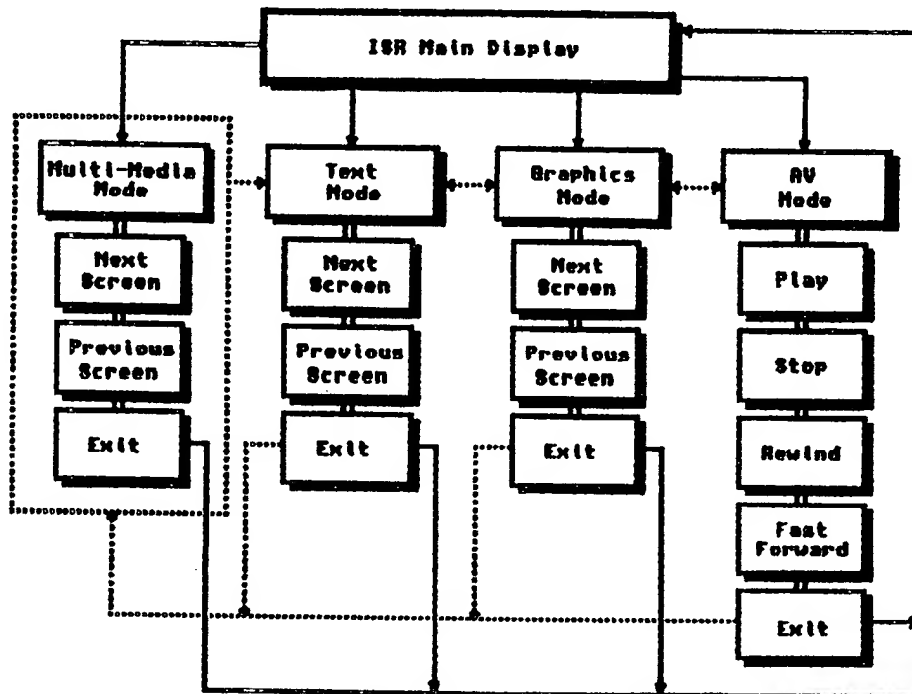 ISR Main Display
Multi-Media
Mode
Next
Screen
Previous
Screen
Exit
Text
Mode
Next
Screen
Previous
Screen
Exit
Graphics
Mode
Next
Screen
Previous
Screen
Exit
AV
Mode
Play
Stop
Rewind
Fast
Forward
Exit